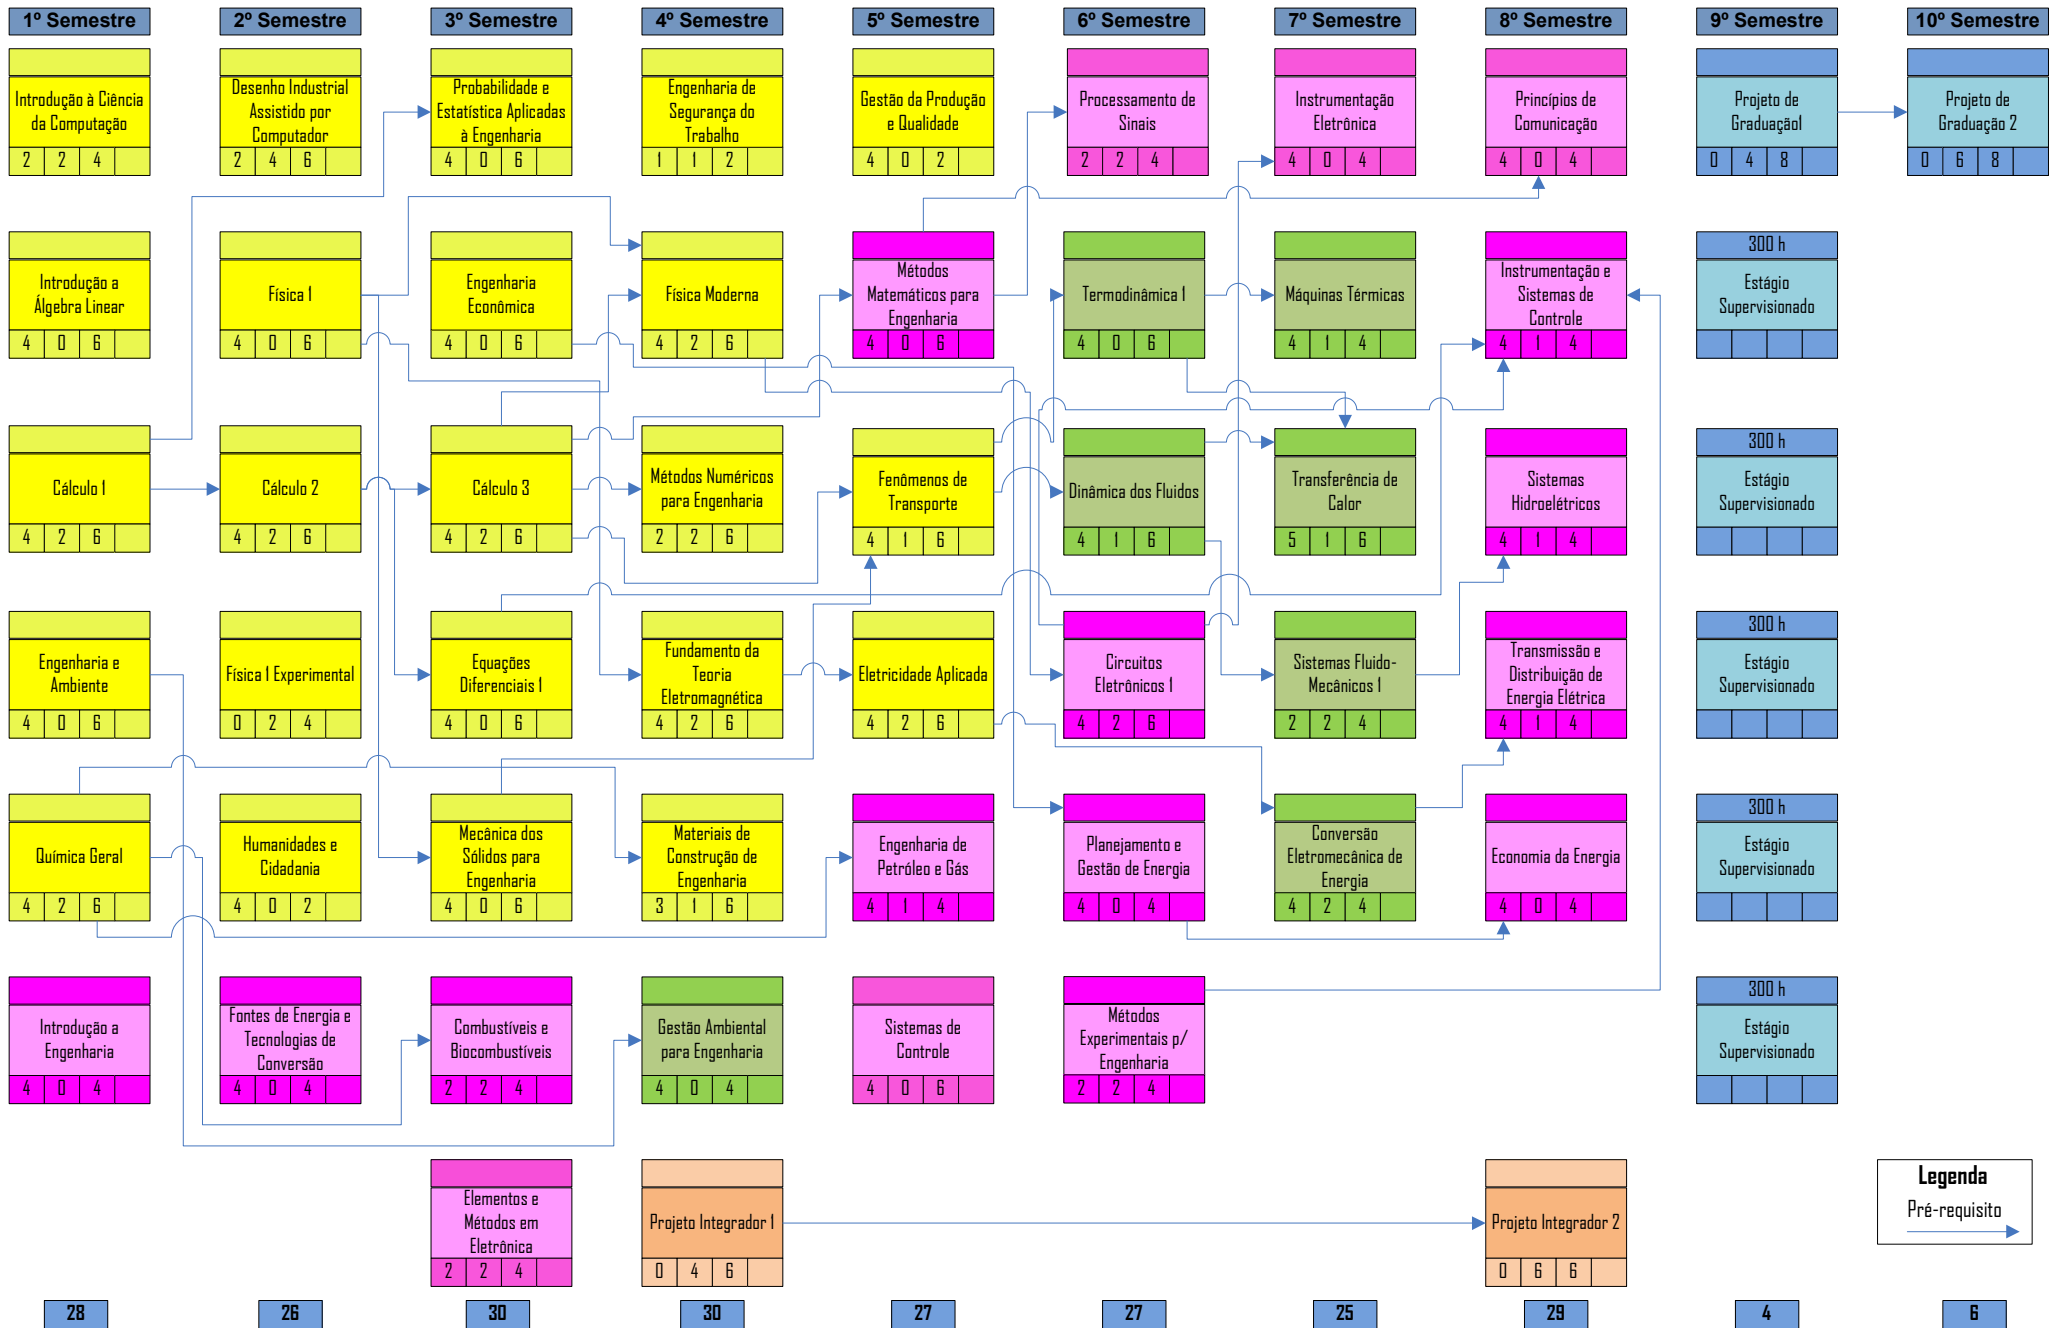 1º Semestre
2º Semestre
3º Semestre
4º Semestre
5º Semestre
6º Semestre
7º Semestre
8º Semestre
9º Semestre
10º Semestre
Introdução à Ciência
da Computação
2 2 4
Desenho Industrial
Assistido por
Computador
2 4 6
Probabilidade e
Estatística Aplicadas
à Engenharia
4 0 6
Engenharia de
Segurança do
Trabalho
1 1 2
Gestão da Produção
e Qualidade
4 0 2
Processamento de
Sinais
2 2 4
Instrumentação
Eletrônica
4 0 4
Princípios de
Comunicação
4 0 4
Projeto de
Graduação1
0 4 8
Projeto de
Graduação 2
0 6 8
Introdução a
Álgebra Linear
4 0 6
Física 1
4 0 6
Engenharia
Econômica
4 0 6
Física Moderna
4 2 6
Métodos
Matemáticos para
Engenharia
4 0 6
Termodinâmica 1
4 0 6
Máquinas Térmicas
4 1 4
Instrumentação e
Sistemas de
Controle
4 1 4
300 h
Estágio
Supervisionado
Cálculo 1
4 2 6
Cálculo 2
4 2 6
Cálculo 3
4 2 6
Métodos Numéricos
para Engenharia
2 2 6
Fenômenos de
Transporte
4 1 6
Dinâmica dos Fluidos
4 1 6
Transferência de
Calor
5 1 6
Sistemas
Hidroelétricos
4 1 4
300 h
Estágio
Supervisionado
Engenharia e
Ambiente
4 0 6
Física 1 Experimental
0 2 4
Equações
Diferenciais 1
4 0 6
Fundamento da
Teoria
Eletromagnética
4 2 6
Eletricidade Aplicada
4 2 6
Circuitos
Eletrônicos 1
4 2 6
Sistemas Fluido-
Mecânicos 1
2 2 4
Transmissão e
Distribuição de
Energia Elétrica
4 1 4
300 h
Estágio
Supervisionado
Química Geral
4 2 6
Humanidades e
Cidadania
4 0 2
Mecânica dos
Sólidos para
Engenharia
4 0 6
Materiais de
Construção de
Engenharia
3 1 6
Engenharia de
Petróleo e Gás
4 1 4
Planejamento e
Gestão de Energia
4 0 4
Conversão
Eletromecânica de
Energia
4 2 4
Economia da Energia
4 0 4
300 h
Estágio
Supervisionado
Introdução a
Engenharia
4 0 4
Fontes de Energia e
Tecnologias de
Conversão
4 0 4
Combustíveis e
Biocombustíveis
2 2 4
Gestão Ambiental
para Engenharia
4 0 4
Sistemas de
Controle
4 0 6
Métodos
Experimentais p/
Engenharia
2 2 4
300 h
Estágio
Supervisionado
Elementos e
Métodos em
Eletrônica
2 2 4
Projeto Integrador 1
0 4 6
Projeto Integrador 2
0 6 6
Legenda
Pré-requisito
28
26
30
30
27
27
25
29
4
6